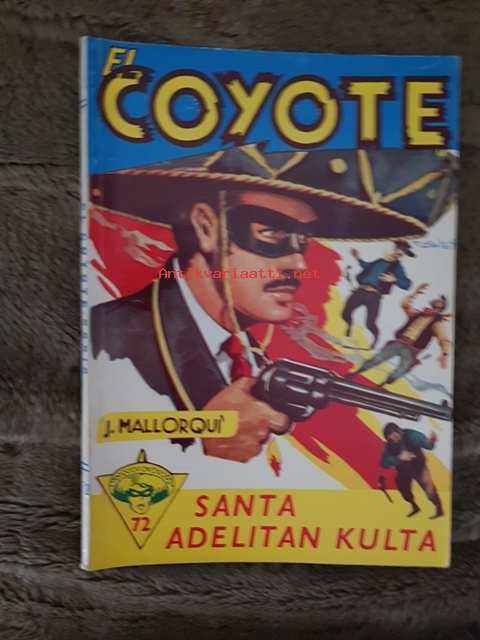 EL
COYOTE
Antikvariaatti.net
J. MALLORQUI
72
SANTA
ADELITAN KULTA